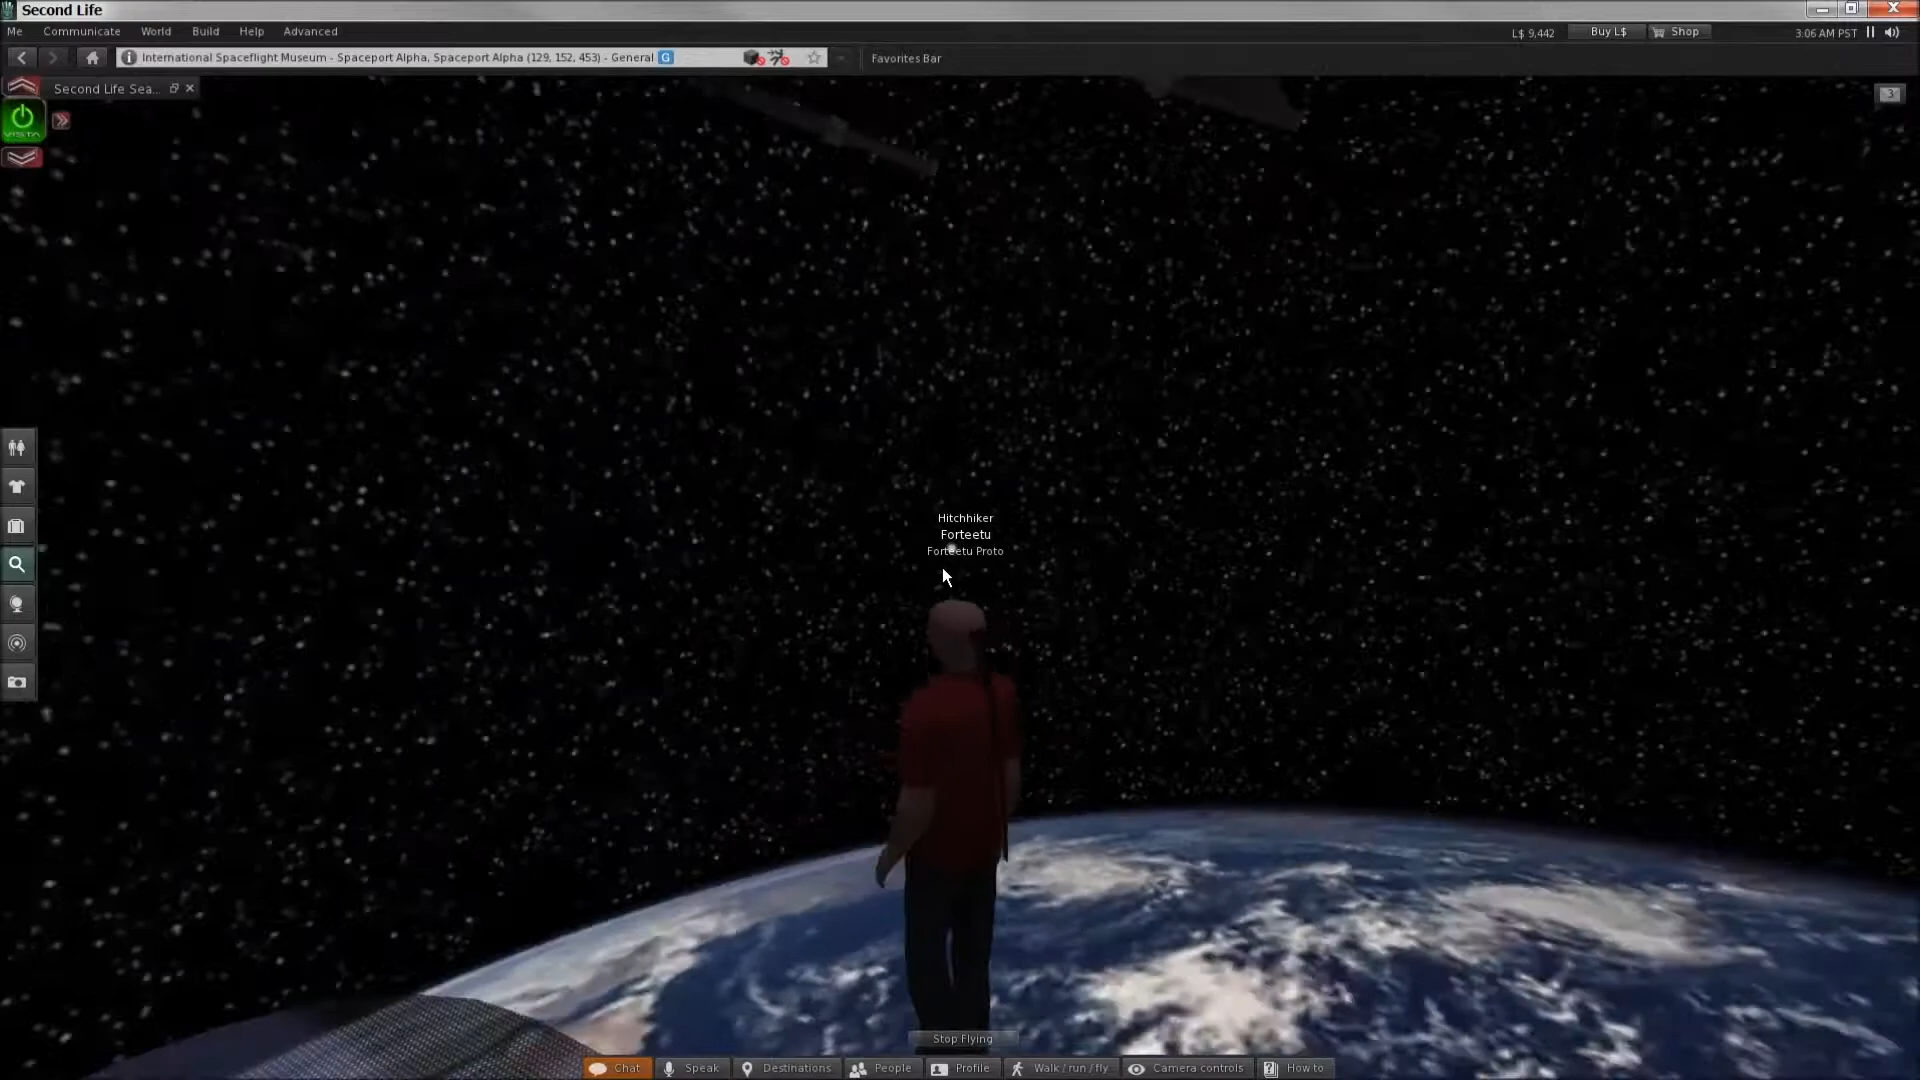 Second Life
Me Communicate World Build Help Advanced
L$ 9,442 Buy L$ Shop 3:06 AM PST
International Spaceflight Museum - Spaceport Alpha, Spaceport Alpha (129, 152, 453) - General G
Favorites Bar
Second Life Sea...
3
VISTA
Hitchhiker
Forteetu
Forteetu Proto
Stop Flying
Chat Speak Destinations People Profile Walk / run / fly Camera controls How to